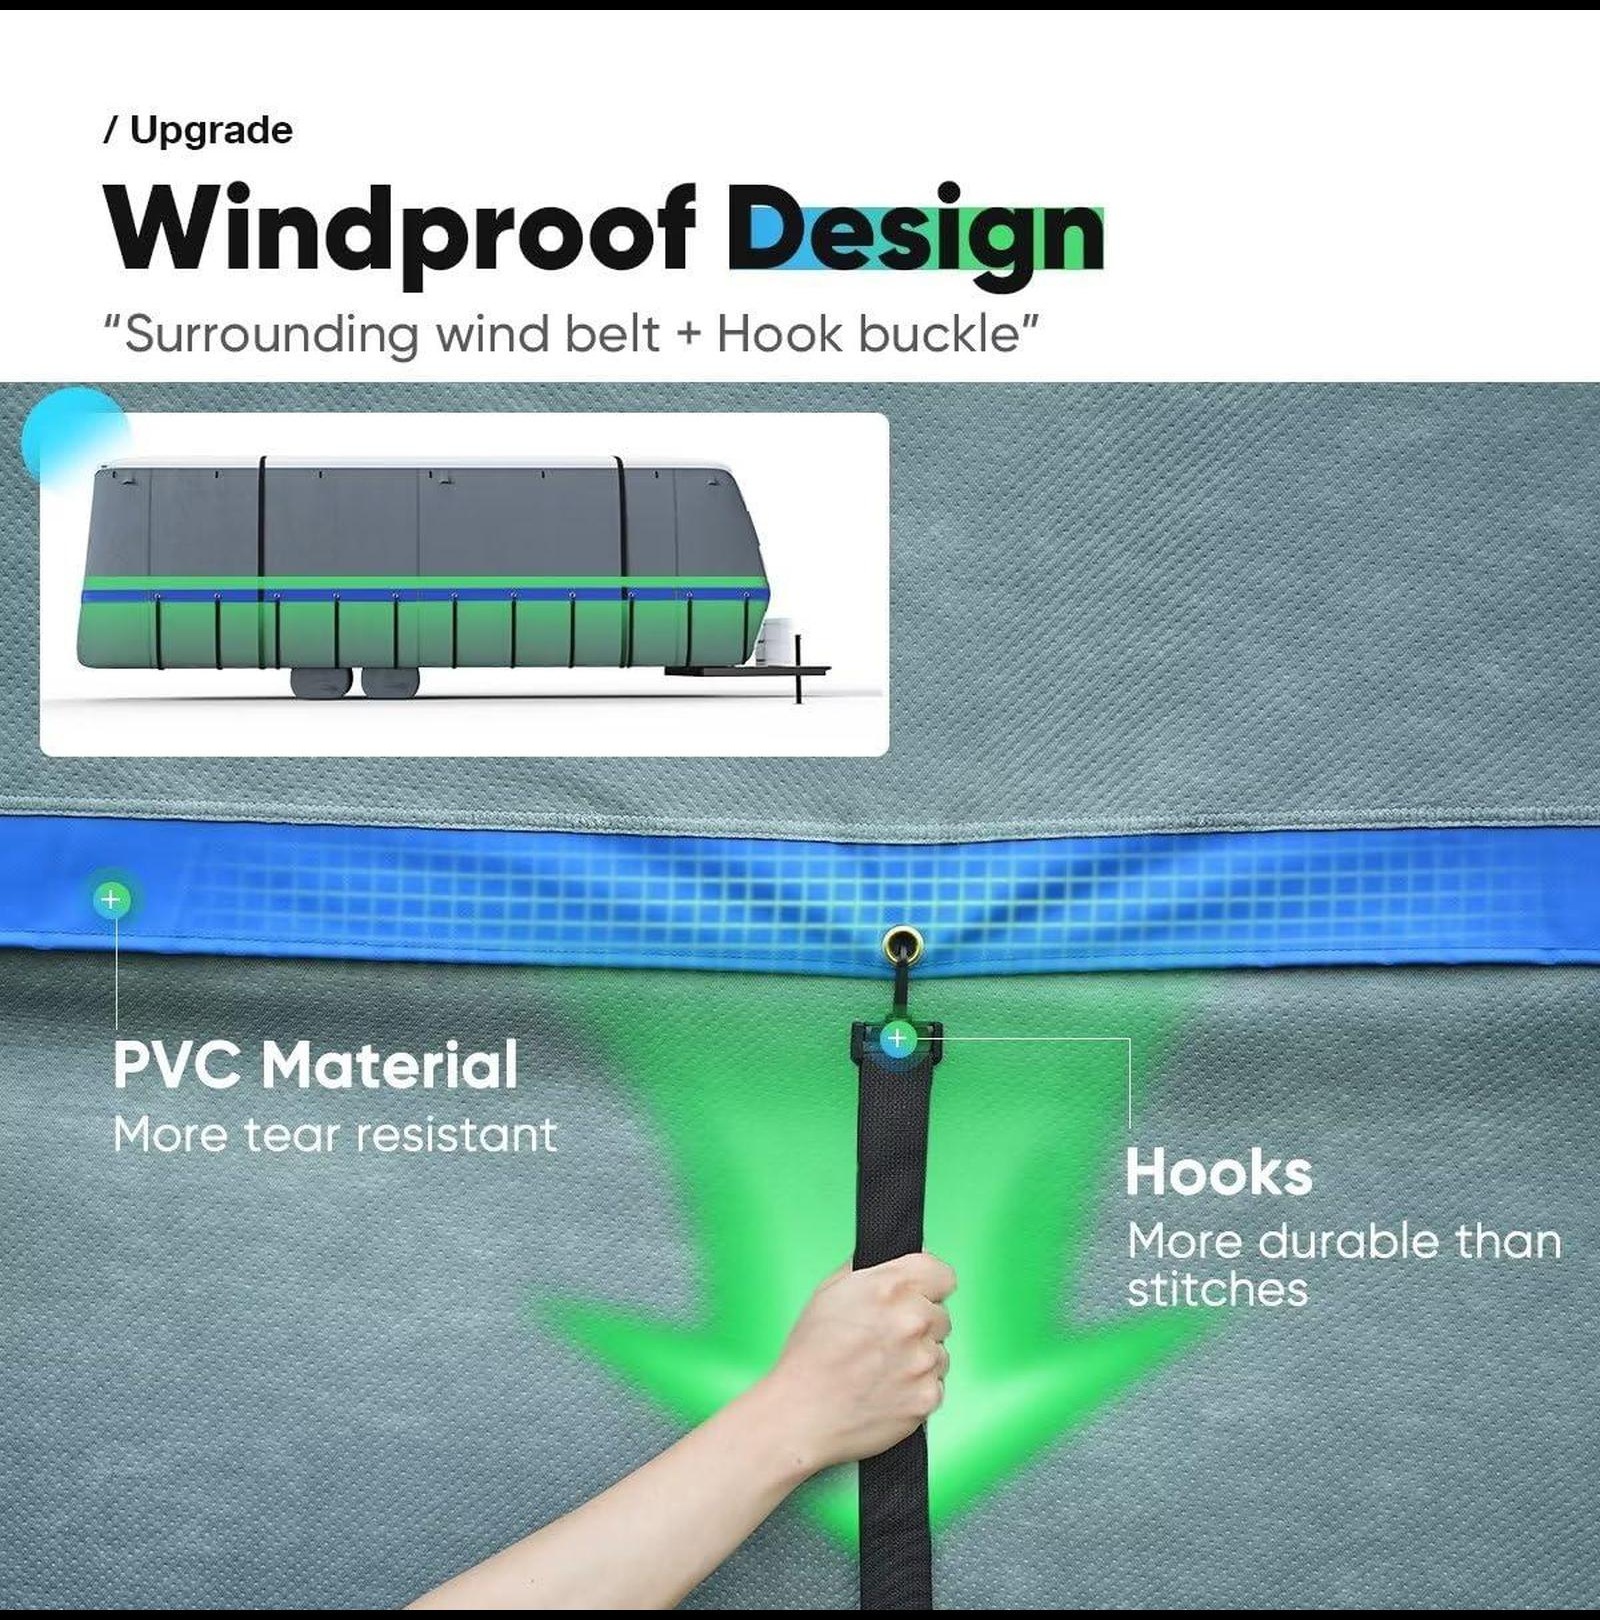 / Upgrade
Windproof Design
“Surrounding wind belt + Hook buckle”
PVC Material
More tear resistant
Hooks
More durable than
stitches